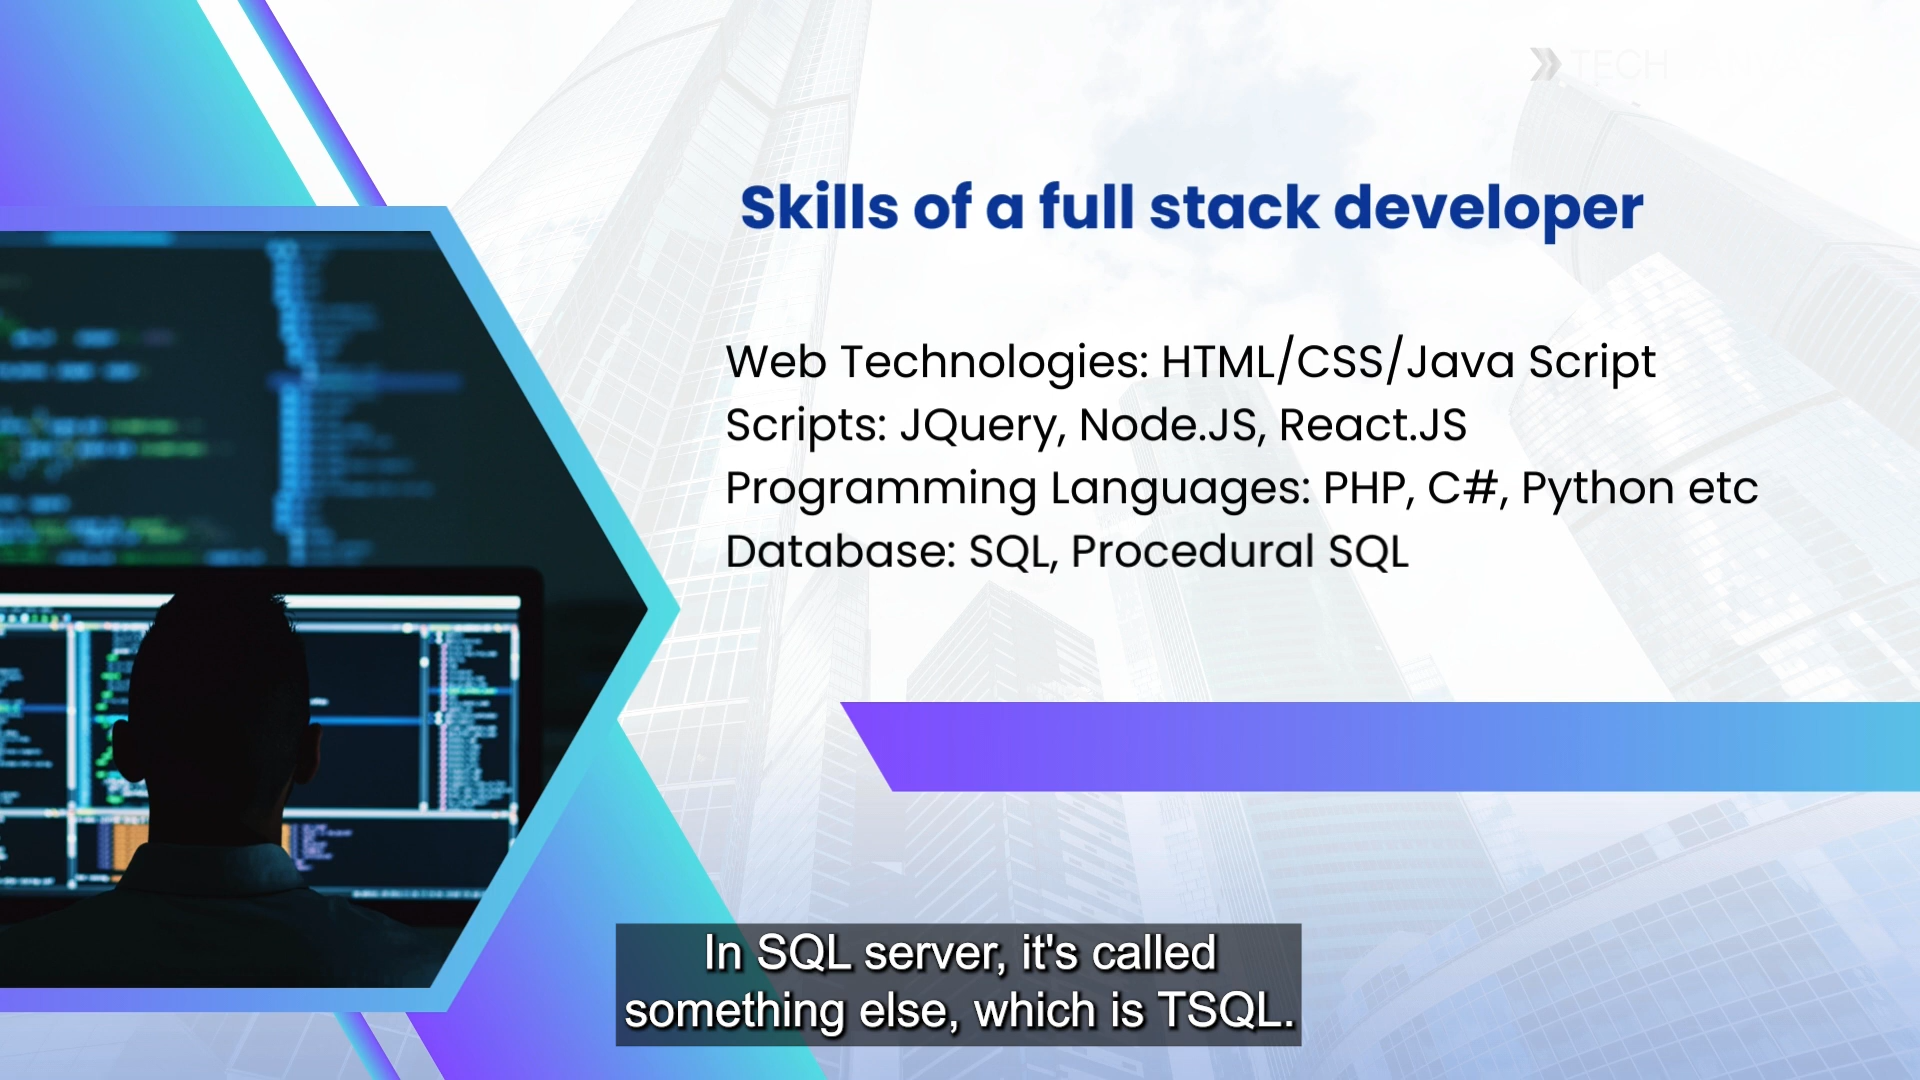 TECH
Skills of a full stack developer
Web Technologies: HTML/CSS/Java Script
Scripts: JQuery, Node.JS, React.JS
Programming Languages: PHP, C#, Python etc
Database: SQL, Procedural SQL
In SQL server, it's called
something else, which is TSQL.